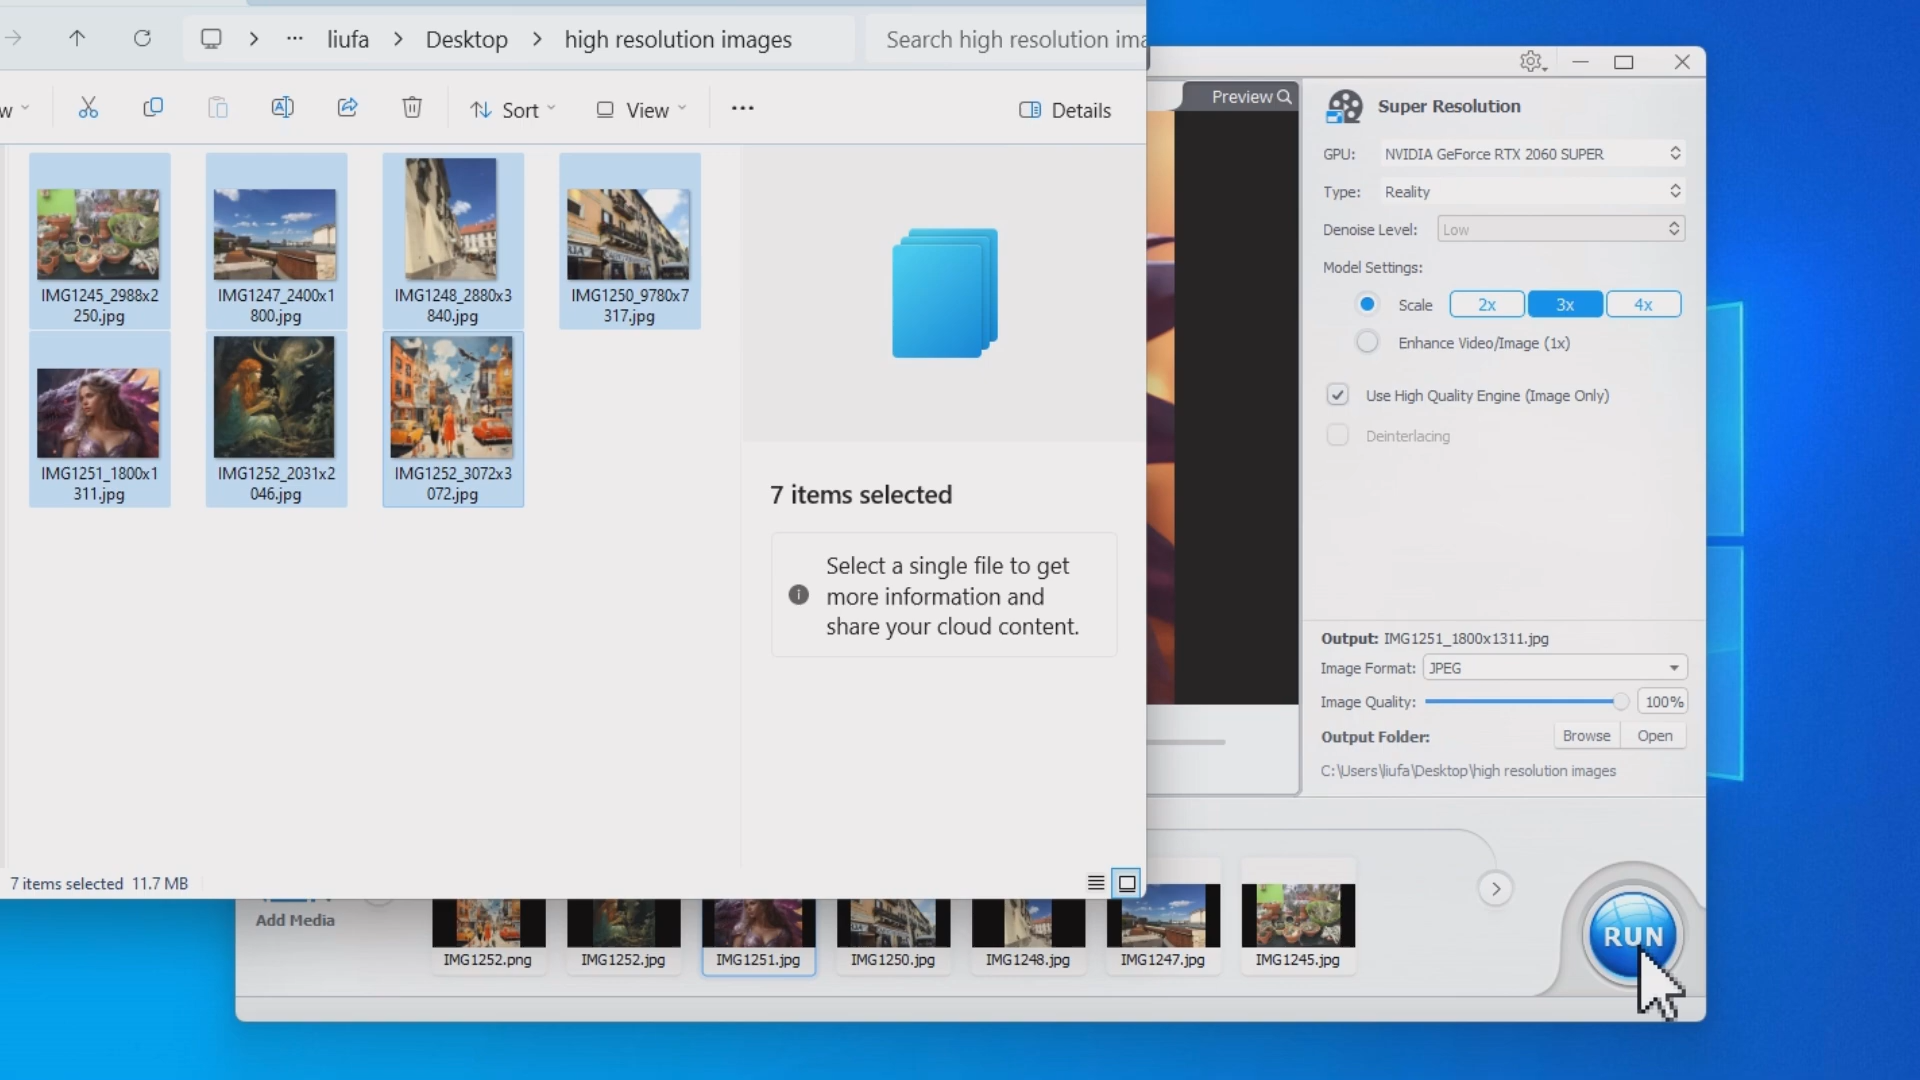 liufa
Desktop
high resolution images
Search high resolution ima
w
Sort
View
Details
IMG1245_2988x2
250.jpg
IMG1247_2400x1
800.jpg
IMG1248_2880x3
840.jpg
IMG1250_9780x7
317.jpg
IMG1251_1800x1
311.jpg
IMG1252_2031x2
046.jpg
IMG1252_3072x3
072.jpg
7 items selected
Select a single file to get
more information and
share your cloud content.
7 items selected 11.7 MB
Preview
Super Resolution
GPU: NVIDIA GeForce RTX 2060 SUPER
Type: Reality
Denoise Level: Low
Model Settings:
Scale 2x 3x 4x
Enhance Video/Image (1x)
Use High Quality Engine (Image Only)
Deinterlacing
Output: IMG1251_1800x1311.jpg
Image Format: JPEG
Image Quality: 100%
Output Folder: Browse Open
C:\Users\liufa\Desktop\high resolution images
Add Media
IMG1252.png
IMG1252.jpg
IMG1251.jpg
IMG1250.jpg
IMG1248.jpg
IMG1247.jpg
IMG1245.jpg
RUN